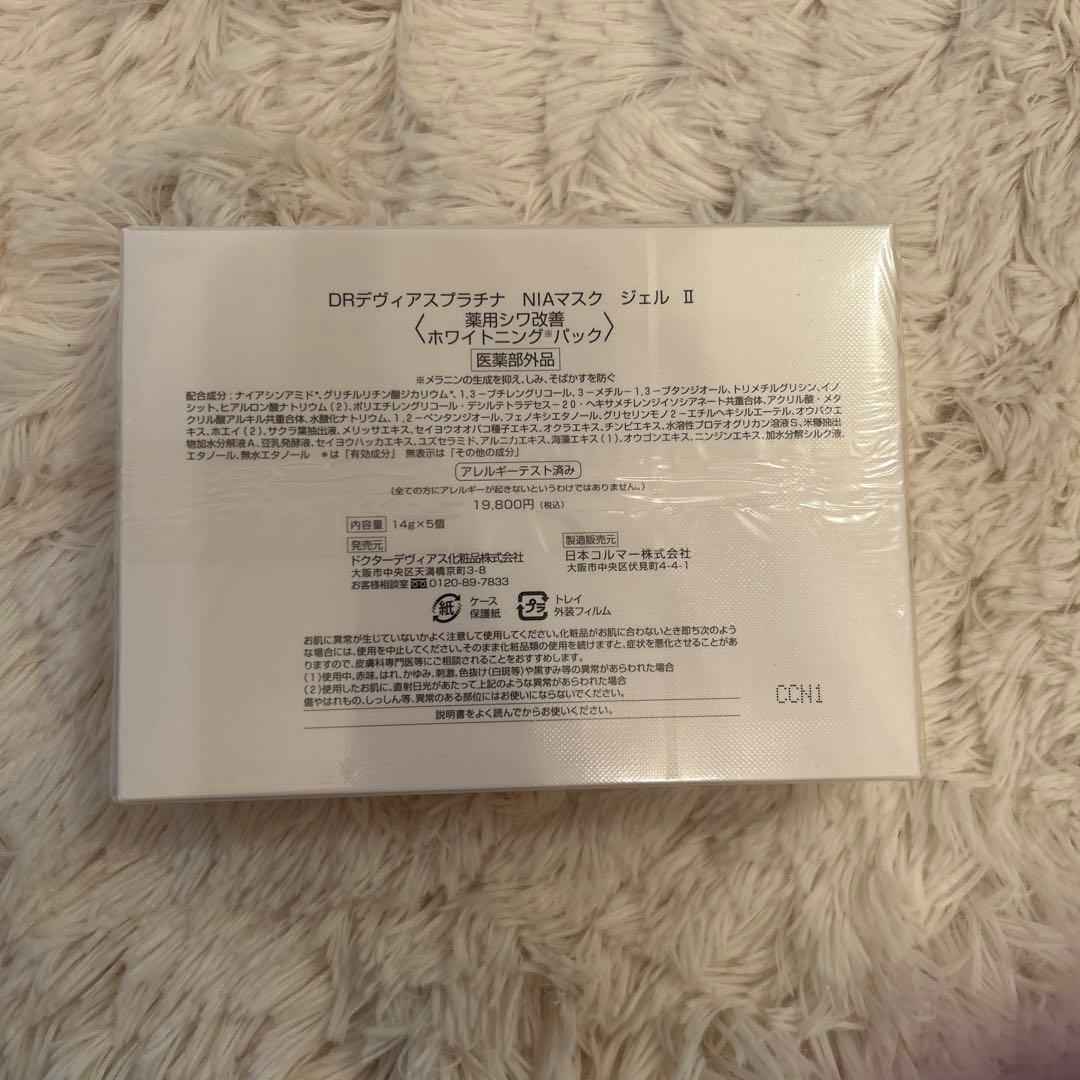 DRデヴィアスプラチナ NIAマスク ジェル Ⅱ
〈薬用シワ改善
ホワイトニング※パック〉
医薬部外品
※メラニンの生成を抑え、しみ、そばかすを防ぐ
配合成分：ナイアシンアミド*、グリチルリチン酸ジカリウム*、1,3-ブチレングリコール、3-メチル-1,3-ブタンジオール、トリメチルグリシン、イノ
シット、ヒアルロン酸ナトリウム(2)、ポリエチレングリコール・デシルテトラデセス-20・ヘキサメチレンジイソシアネート共重合体、アクリル酸・メタ
クリル酸アルキル共重合体、水酸化ナトリウム、1,2-ペンタンジオール、フェノキシエタノール、グリセリンモノ2-エチルヘキシルエーテル、オウバクエ
キス、ホエイ(2)、サクラ葉抽出液、メリッサエキス、セイヨウオオバコ種子エキス、オクラエキス、チンピエキス、水溶性プロテオグリカン溶液S、米糠抽出
物加水分解液A、豆乳発酵液、セイヨウハッカエキス、ユズセラミド、アルニカエキス、海藻エキス(1)、オウゴンエキス、ニンジンエキス、加水分解シルク液、
エタノール、無水エタノール *は「有効成分」 無表示は「その他の成分」
アレルギーテスト済み
(全ての方にアレルギーが起きないというわけではありません。)
19,800円(税込)
内容量 14g×5個
発売元
ドクターデヴィアス化粧品株式会社
大阪市中央区天満橋京町3-8
お客様相談室 0120-89-7833
製造販売元
日本コルマー株式会社
大阪市中央区伏見町4-4-1
紙 ケース
保護紙
プラ トレイ
外装フィルム
お肌に異常が生じていないかよく注意して使用してください。化粧品がお肌に合わないとき即ち次のよう
な場合には、使用を中止してください。そのまま化粧品類の使用を続けますと、症状を悪化させることがあ
りますので、皮膚科専門医等にご相談されることをおすすめします。
(1)使用中、赤味、はれ、かゆみ、刺激、色抜け(白斑等)や黒ずみ等の異常があらわれた場合
(2)使用したお肌に、直射日光があたって上記のような異常があらわれた場合
傷やはれもの、しっしん等、異常のある部位にはお使いにならないでください。
説明書をよく読んでからお使いください。
CCN1